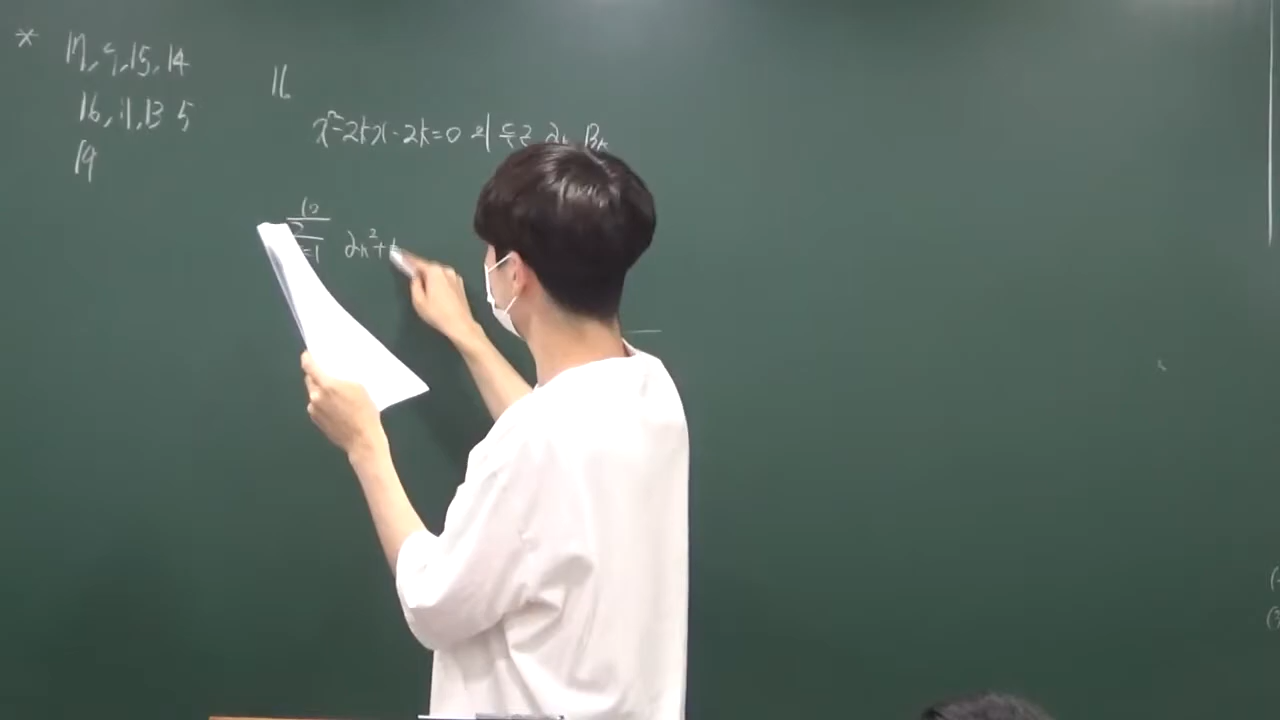 * 17, 9, 15, 14
16, 11, 13 5
19
16
x²-2kx-2k=0 의 두근 αₖ βₖ
10
Σ αₖ²+
=1